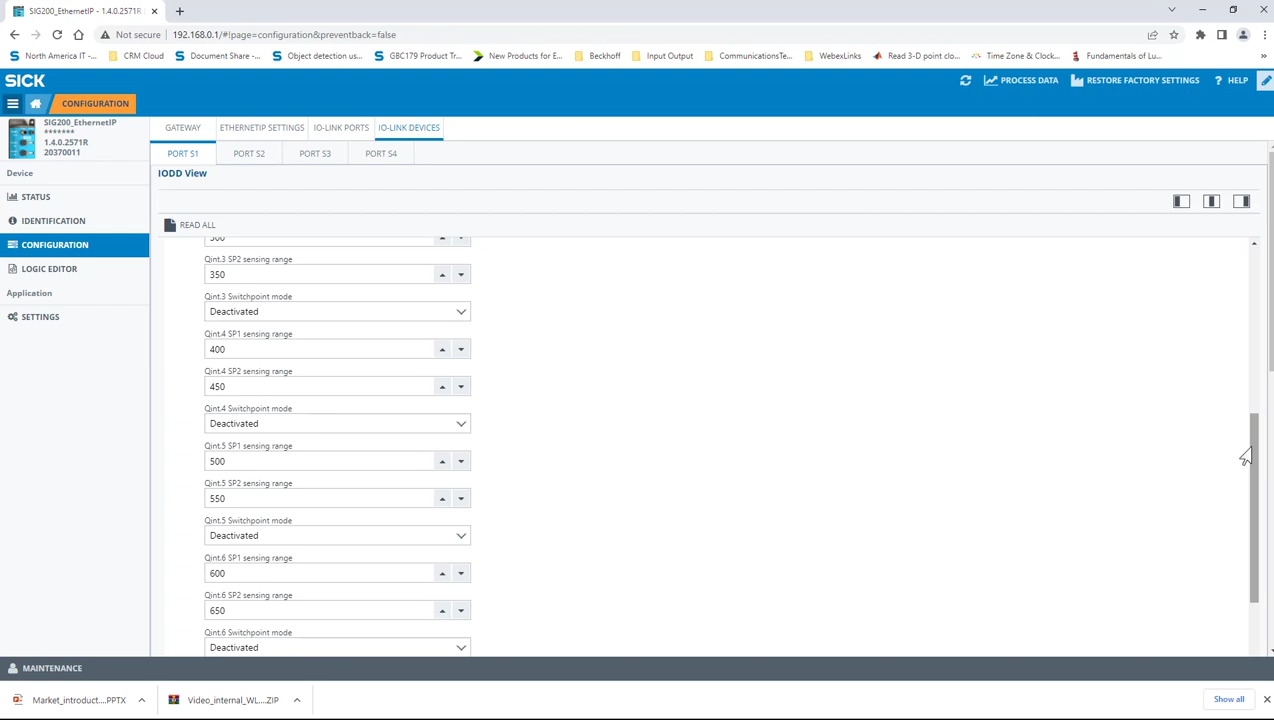 SIG200_EthernetIP - 1.4.0.2571R
Not secure 192.168.0.1/#!page=configuration&preventback=false
North America IT -... CRM Cloud Document Share -... Object detection us... GBC179 Product Tr... New Products for E... Beckhoff Input Output CommunicationsTe... WebexLinks Read 3-D point clo... Time Zone & Clock... Fundamentals of Lu... »
SICK
PROCESS DATA RESTORE FACTORY SETTINGS ? HELP
CONFIGURATION
SIG200_EthernetIP
*******
1.4.0.2571R
20370011
GATEWAY ETHERNETIP SETTINGS IO-LINK PORTS IO-LINK DEVICES
PORT S1 PORT S2 PORT S3 PORT S4
Device
STATUS
IDENTIFICATION
CONFIGURATION
LOGIC EDITOR
Application
SETTINGS
IODD View
READ ALL
300
Qint.3 SP2 sensing range
350
Qint.3 Switchpoint mode
Deactivated
Qint.4 SP1 sensing range
400
Qint.4 SP2 sensing range
450
Qint.4 Switchpoint mode
Deactivated
Qint.5 SP1 sensing range
500
Qint.5 SP2 sensing range
550
Qint.5 Switchpoint mode
Deactivated
Qint.6 SP1 sensing range
600
Qint.6 SP2 sensing range
650
Qint.6 Switchpoint mode
Deactivated
MAINTENANCE
Market_introduct....PPTX Video_internal_WL....ZIP Show all